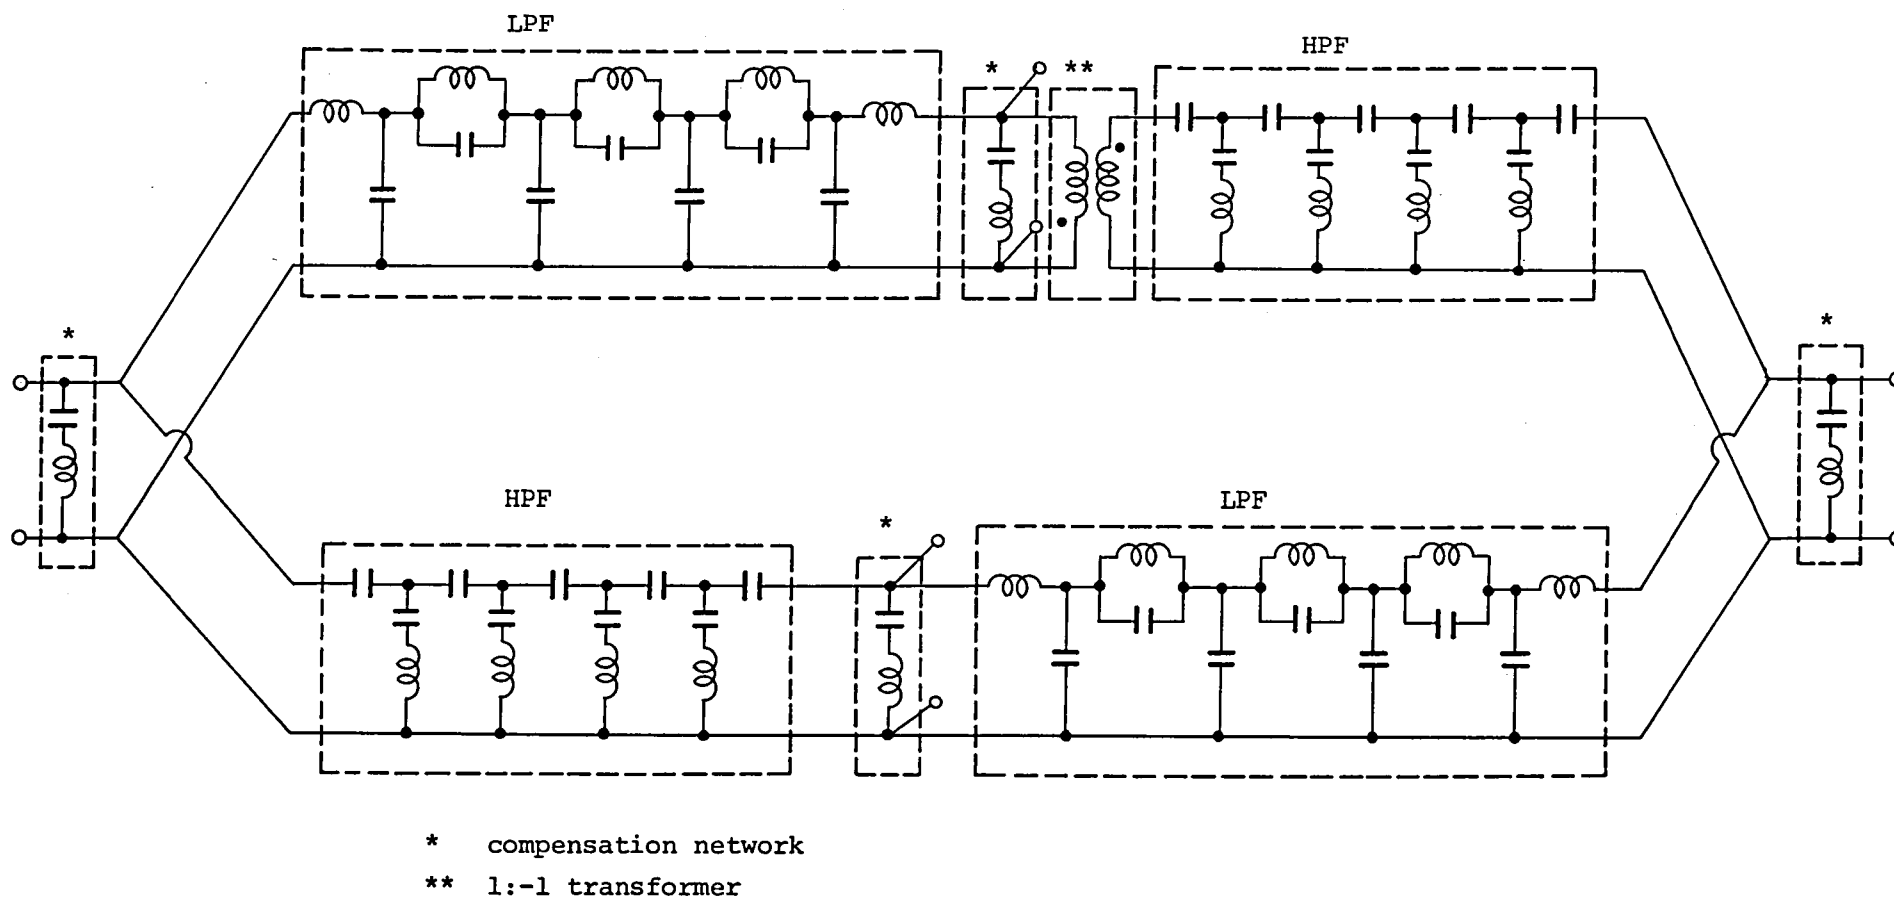 LPF
HPF
*
**
*
*
HPF
LPF
*
* compensation network
** 1:-1 transformer